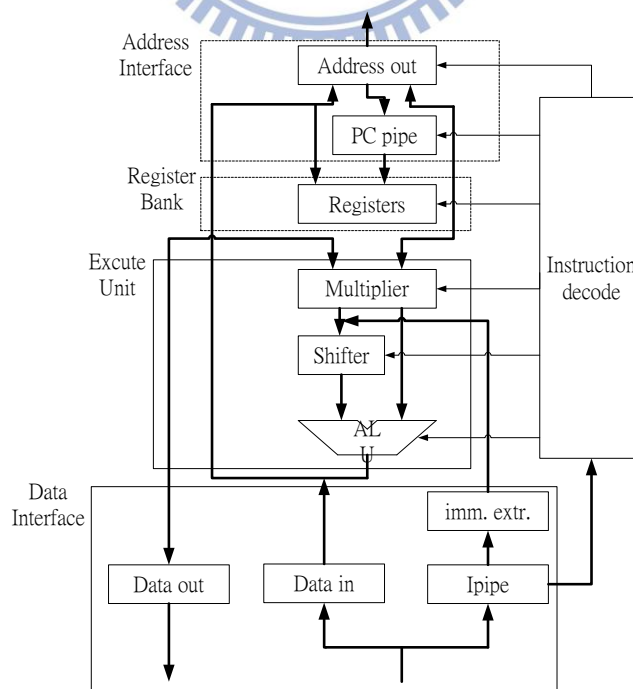 Address
Interface
Address out
PC pipe
Register
Bank
Registers
Excute
Unit
Multiplier
Instruction
decode
Shifter
AL
U
Data
Interface
imm. extr.
Data out
Data in
Ipipe